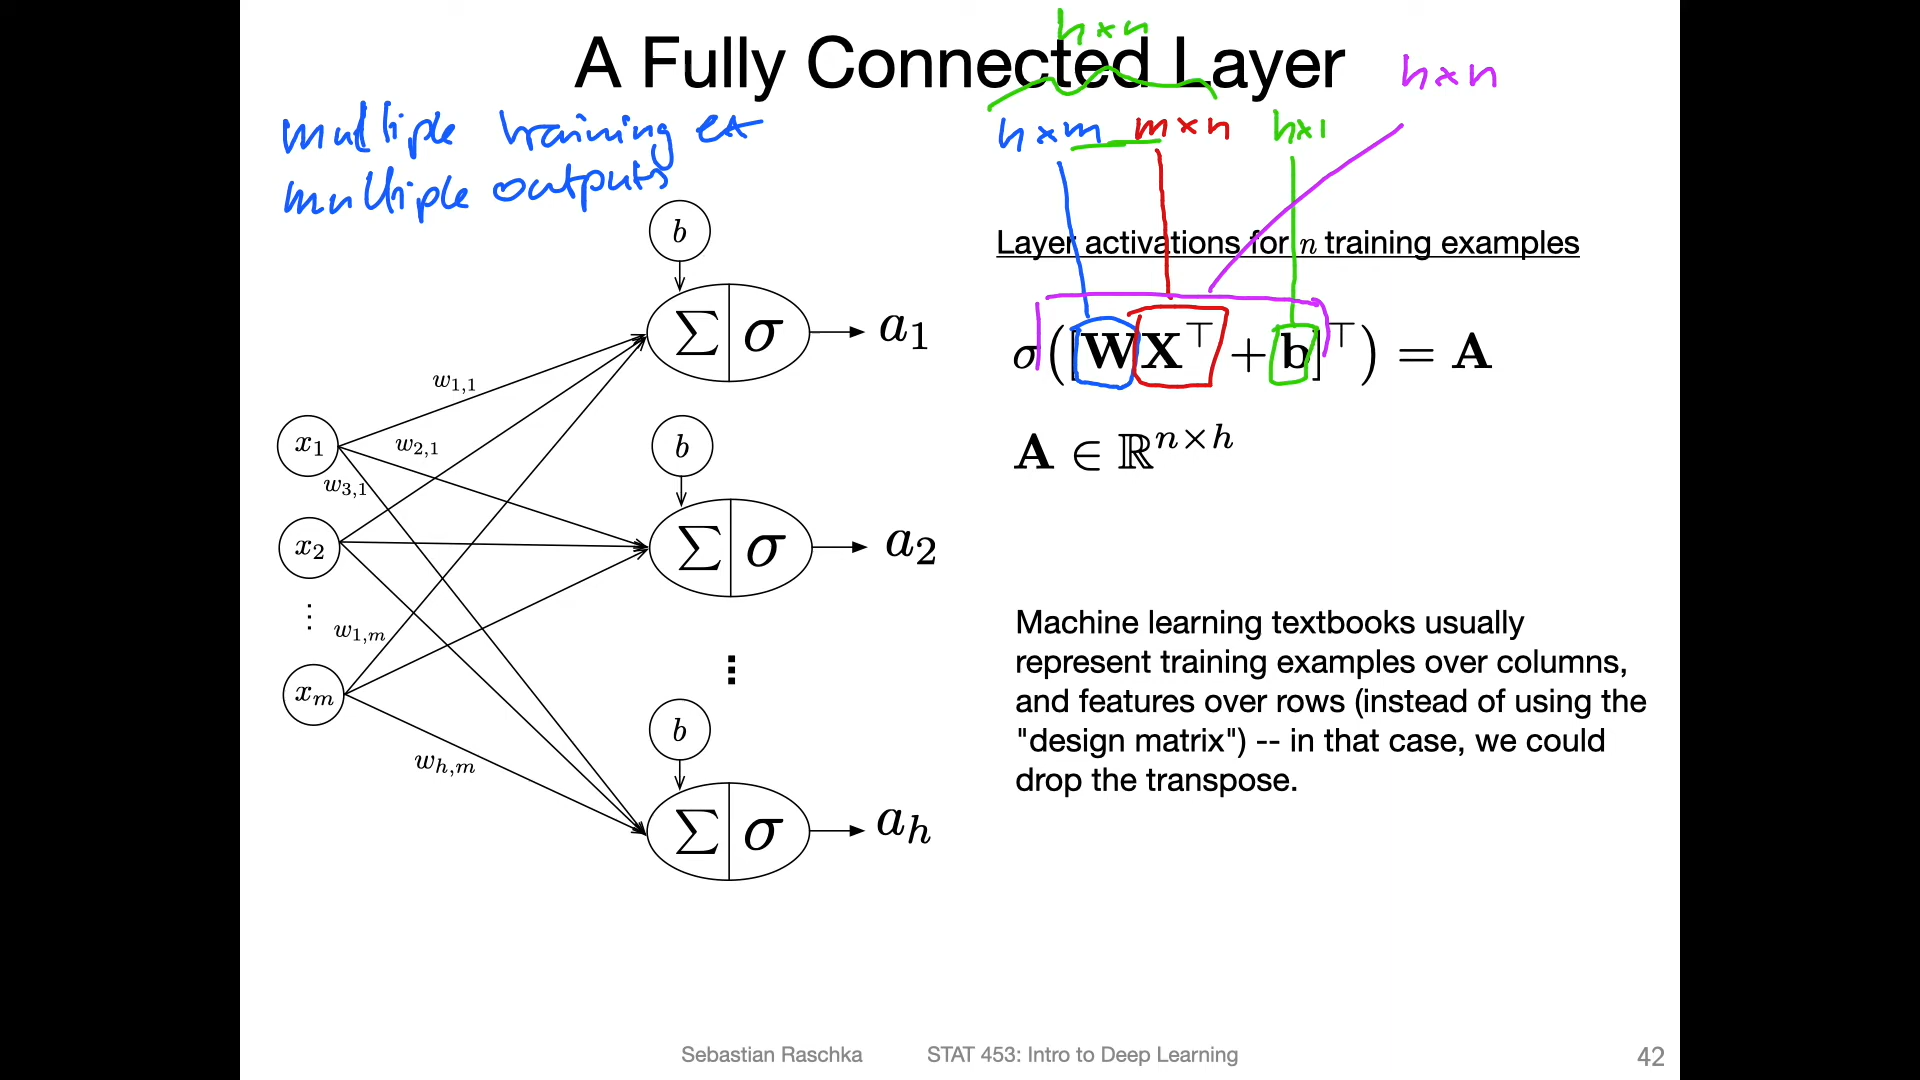 h×n
A Fully Connected Layer
h×n
multiple training ex
multiple outputs
h×m m×n h×1
Layer activations for n training examples
σ([WX⊤ + b]⊤) = A
A ∈ ℝn×h
b
∑ σ a1
w1,1
x1
w2,1
w3,1
b
x2
∑ σ a2
⋮
w1,m
⋮
xm
b
wh,m
∑ σ ah
Machine learning textbooks usually
represent training examples over columns,
and features over rows (instead of using the
"design matrix") -- in that case, we could
drop the transpose.
Sebastian Raschka STAT 453: Intro to Deep Learning 42